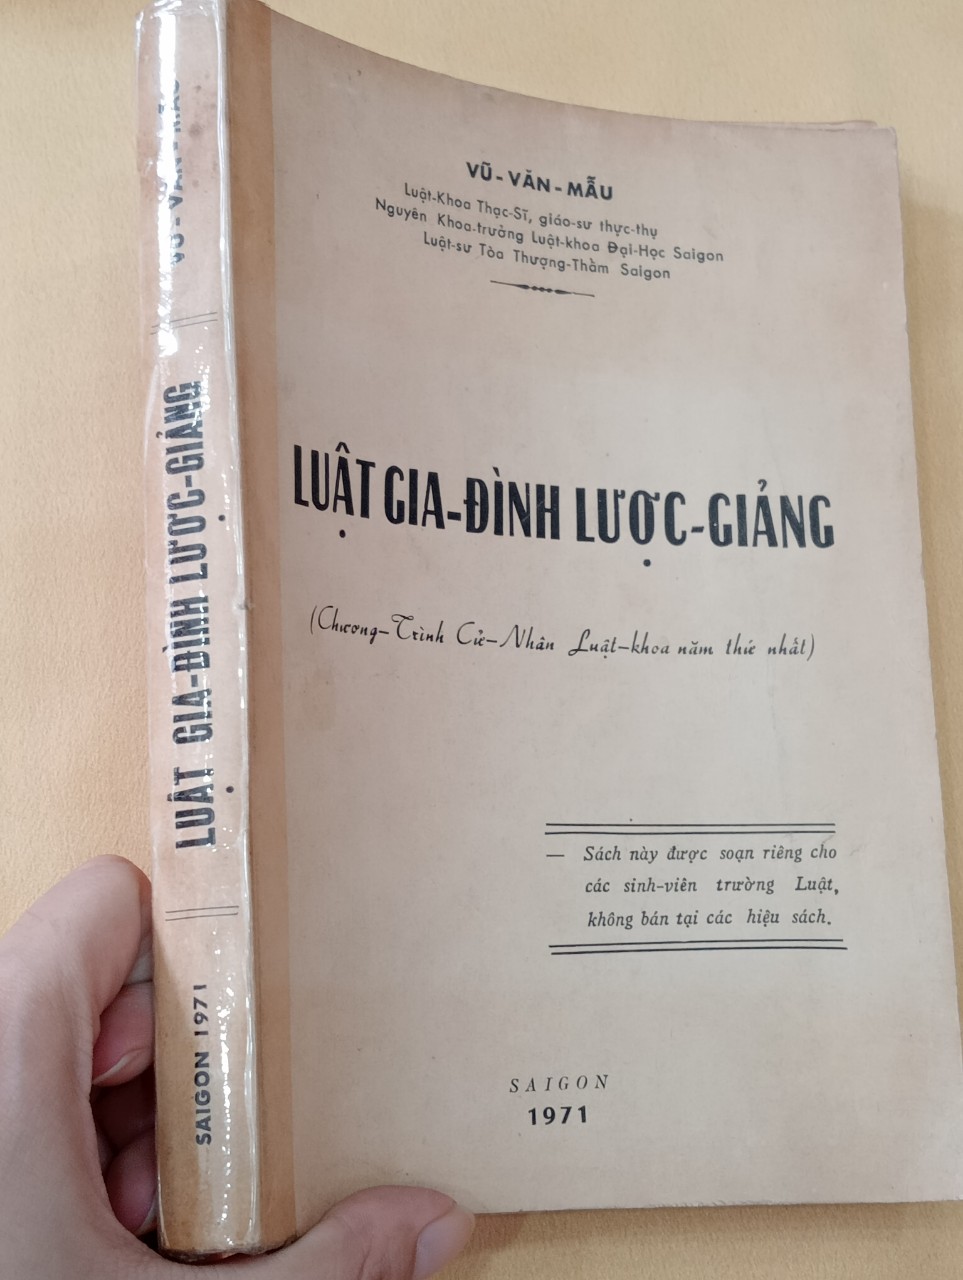 VŨ-VĂN-MẪU
Luật-Khoa Thạc-Sĩ, giáo-sư thực-thụ
Nguyên Khoa-trưởng Luật-khoa Đại-Học Saigon
Luật-sư Tòa Thượng-Thẩm Saigon
LUẬT GIA-ĐÌNH LƯỢC-GIẢNG
(Chương-Trình Cử-Nhân Luật-khoa năm thứ nhất)
— Sách này được soạn riêng cho
các sinh-viên trường Luật,
không bán tại các hiệu sách.
SAIGON
1971
VŨ-VĂN-MẪU
LUẬT GIA-ĐÌNH LƯỢC-GIẢNG
SAIGON 1971